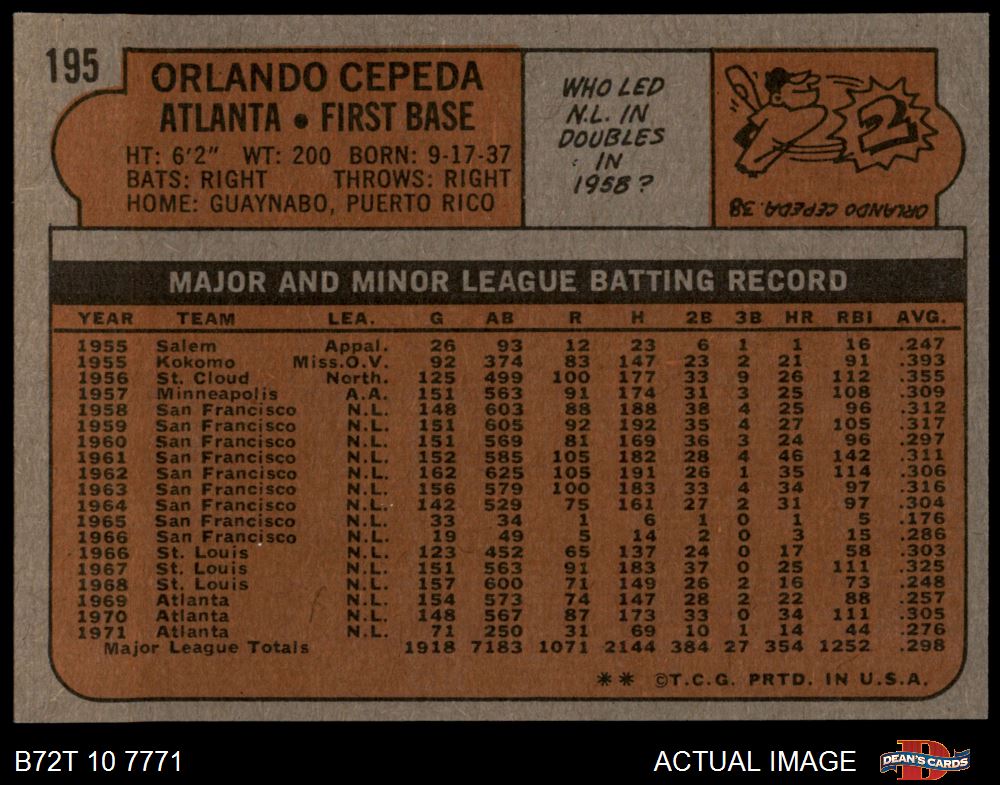 195
ORLANDO CEPEDA
ATLANTA • FIRST BASE
HT: 6'2" WT: 200 BORN: 9-17-37
BATS: RIGHT THROWS: RIGHT
HOME: GUAYNABO, PUERTO RICO
WHO LED
N.L. IN
DOUBLES
IN
1958?
2
ORLANDO CEPEDA. 38
MAJOR AND MINOR LEAGUE BATTING RECORD
YEAR TEAM LEA. G AB R H 2B 3B HR RBI AVG.
1955 Salem Appal. 26 93 12 23 6 1 1 16 .247
1955 Kokomo Miss.O.V. 92 374 83 147 23 2 21 91 .393
1956 St. Cloud North. 125 499 100 177 33 9 26 112 .355
1957 Minneapolis A.A. 151 563 91 174 31 3 25 108 .309
1958 San Francisco N.L. 148 603 88 188 38 4 25 96 .312
1959 San Francisco N.L. 151 605 92 192 35 4 27 105 .317
1960 San Francisco N.L. 151 569 81 169 36 3 24 96 .297
1961 San Francisco N.L. 152 585 105 182 28 4 46 142 .311
1962 San Francisco N.L. 162 625 105 191 26 1 35 114 .306
1963 San Francisco N.L. 156 579 100 183 33 4 34 97 .316
1964 San Francisco N.L. 142 529 75 161 27 2 31 97 .304
1965 San Francisco N.L. 33 34 1 6 1 0 1 5 .176
1966 San Francisco N.L. 19 49 5 14 2 0 3 15 .286
1966 St. Louis N.L. 123 452 65 137 24 0 17 58 .303
1967 St. Louis N.L. 151 563 91 183 37 0 25 111 .325
1968 St. Louis N.L. 157 600 71 149 26 2 16 73 .248
1969 Atlanta N.L. 154 573 74 147 28 2 22 88 .257
1970 Atlanta N.L. 148 567 87 173 33 0 34 111 .305
1971 Atlanta N.L. 71 250 31 69 10 1 14 44 .276
Major League Totals 1918 7183 1071 2144 384 27 354 1252 .298
** ©T.C.G. PRTD. IN U.S.A.
B72T 10 7771
ACTUAL IMAGE
D
DEAN'S CARDS